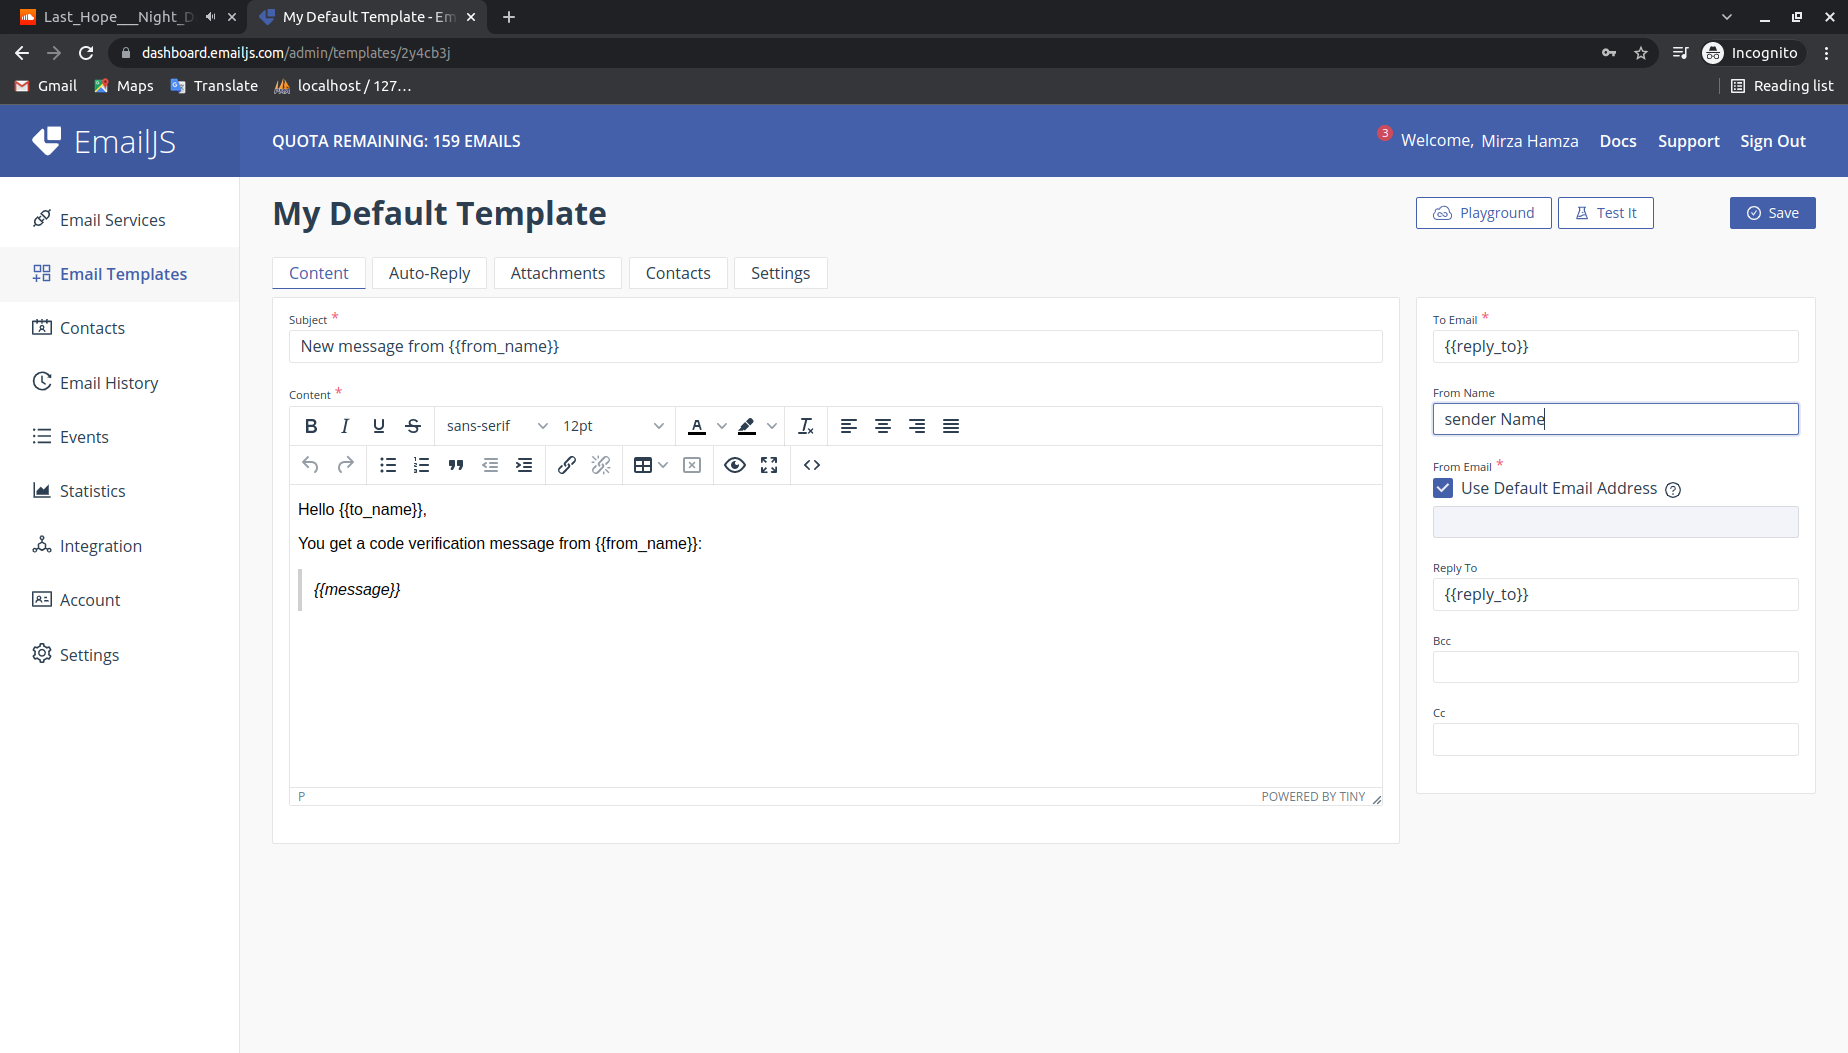 Last_Hope___Night_D
My Default Template - Em
dashboard.emailjs.com/admin/templates/2y4cb3j
Incognito
Gmail
Maps
Translate
localhost / 127...
Reading list
EmailJS
QUOTA REMAINING: 159 EMAILS
3
Welcome, Mirza Hamza
Docs
Support
Sign Out
Email Services
Email Templates
Contacts
Email History
Events
Statistics
Integration
Account
Settings
My Default Template
Playground
Test It
Save
Content
Auto-Reply
Attachments
Contacts
Settings
Subject *
New message from {{from_name}}
Content *
B I U S sans-serif 12pt A
Hello {{to_name}},
You get a code verification message from {{from_name}}:
{{message}}
P
POWERED BY TINY
To Email *
{{reply_to}}
From Name
sender Name
From Email *
Use Default Email Address ?
Reply To
{{reply_to}}
Bcc
Cc